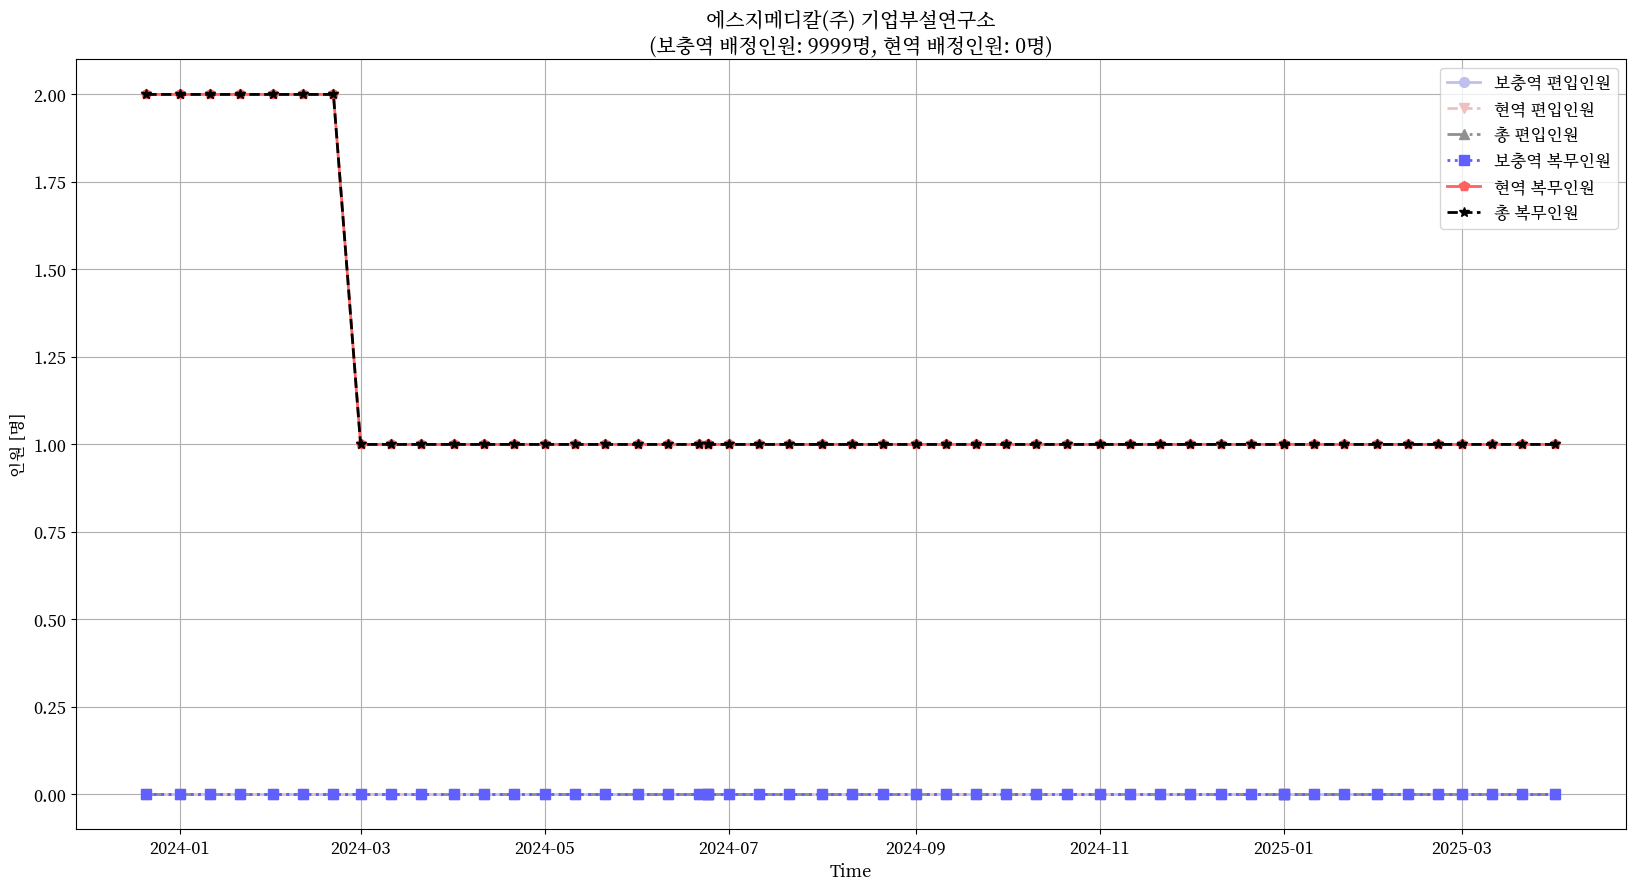 에스지메디칼(주) 기업부설연구소
(보충역 배정인원: 9999명, 현역 배정인원: 0명)
보충역 편입인원
현역 편입인원
총 편입인원
보충역 복무인원
현역 복무인원
총 복무인원
인원 [명]
2.00
1.75
1.50
1.25
1.00
0.75
0.50
0.25
0.00
2024-01 2024-03 2024-05 2024-07 2024-09 2024-11 2025-01 2025-03
Time